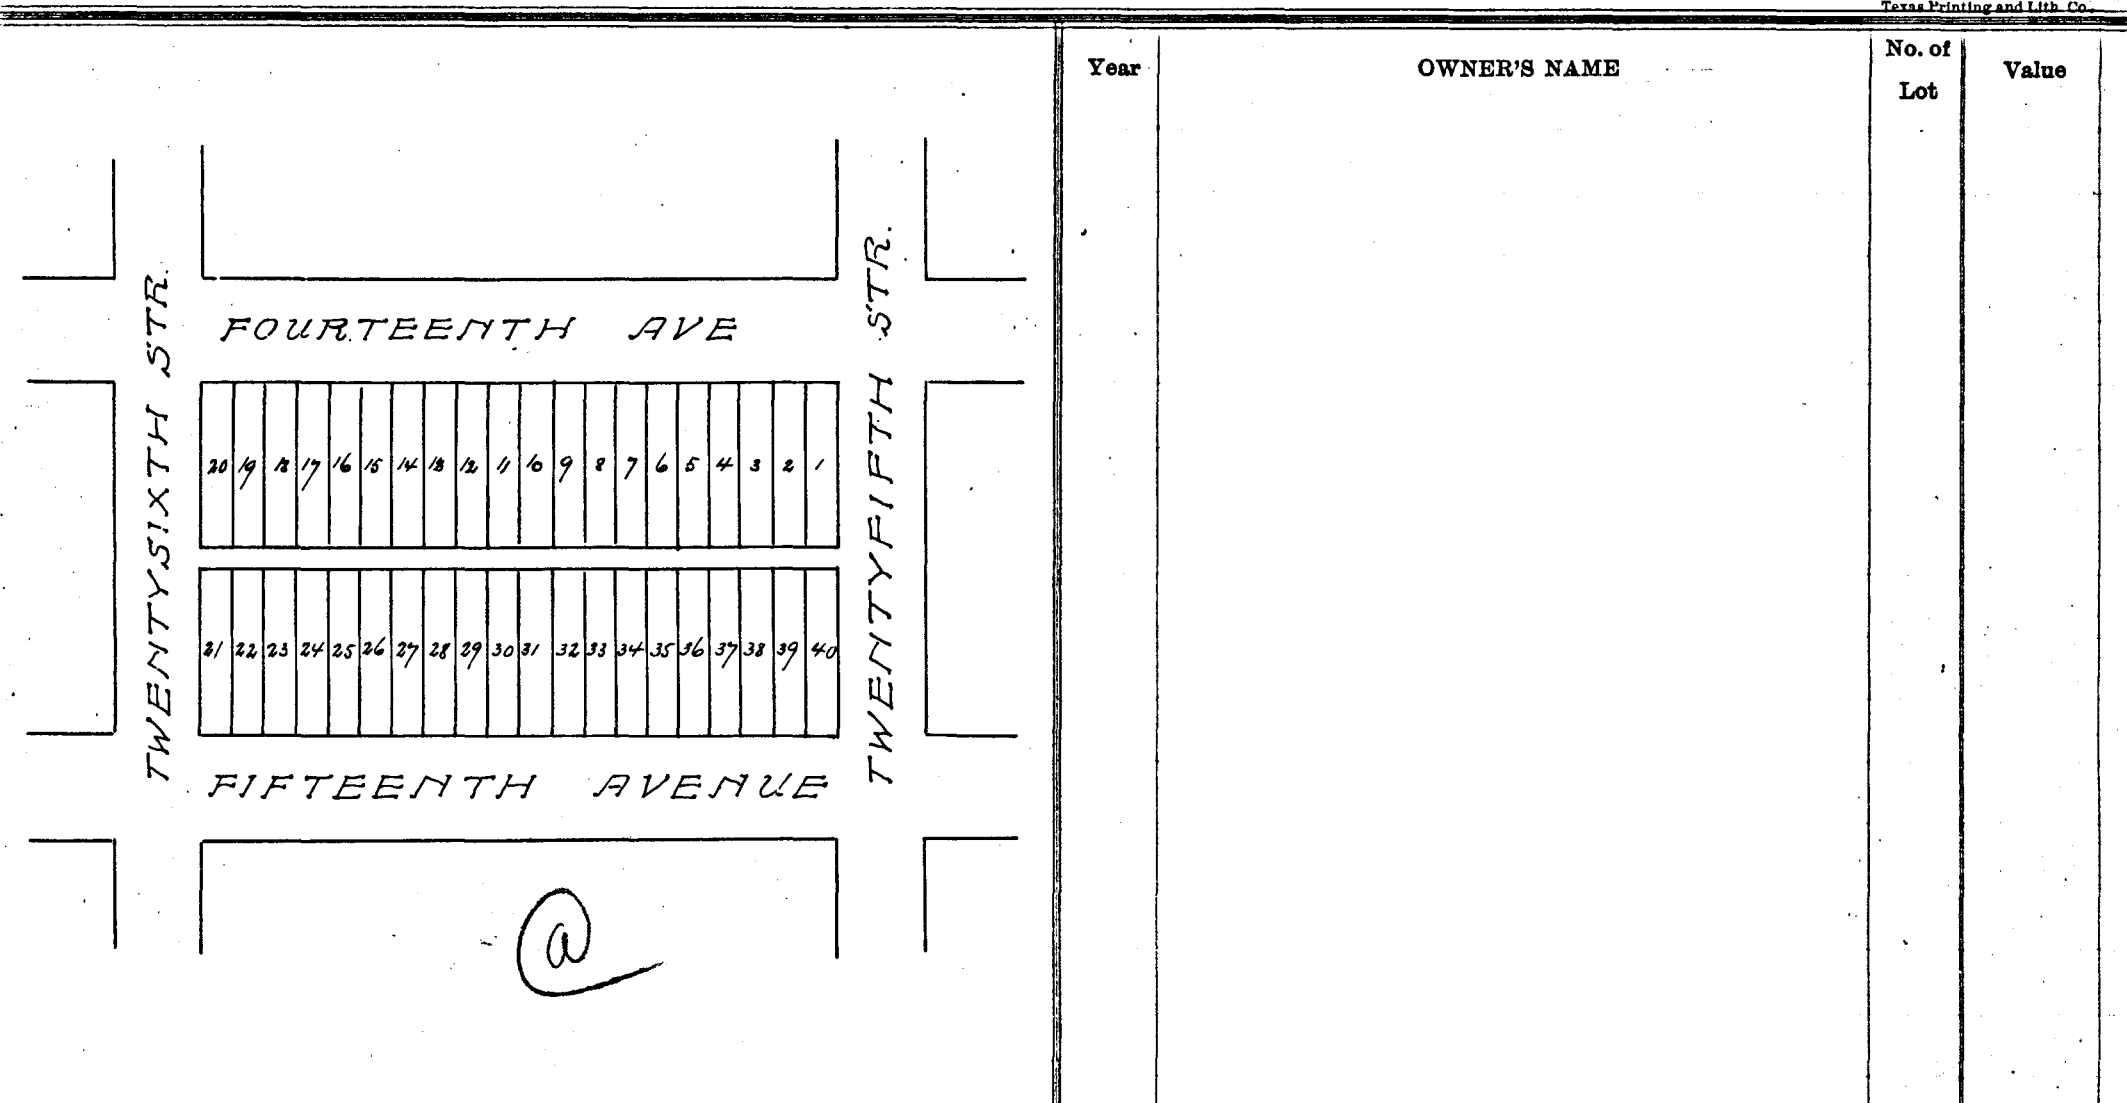 Texas Printing and Lith. Co.,
Year OWNER'S NAME No. of Lot Value
FOURTEENTH AVE
TWENTYSIXTH STR.
TWENTYFIFTH STR.
20 19 18 17 16 15 14 13 12 11 10 9 8 7 6 5 4 3 2 1
21 22 23 24 25 26 27 28 29 30 31 32 33 34 35 36 37 38 39 40
FIFTEENTH AVENUE
@